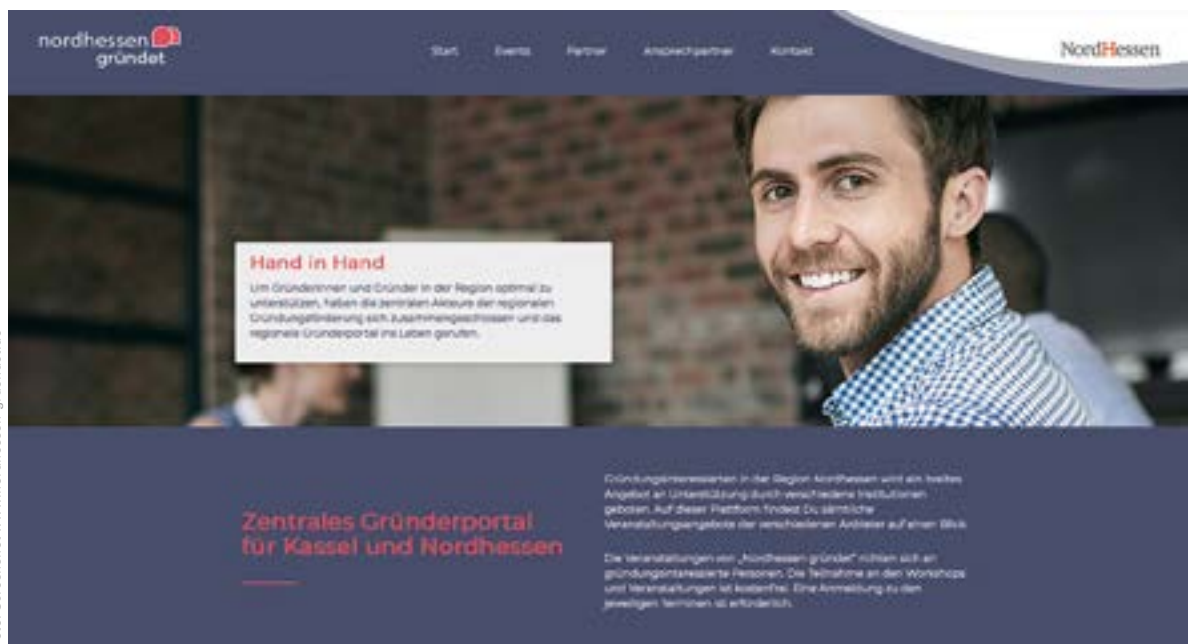 nordhessen
gründet
Start Events Partner Ansprechpartner Kontakt
NordHessen
Hand in Hand
Um Gründerinnen und Gründer in der Region optimal zu
unterstützen, haben die zentralen Akteure der regionalen
Gründungsförderung sich zusammengeschlossen und das
regionale Gründerportal ins Leben gerufen.
Zentrales Gründerportal
für Kassel und Nordhessen
Gründungsinteressierten in der Region Nordhessen wird ein breites
Angebot an Unterstützung durch verschiedene Institutionen
geboten. Auf dieser Plattform findest Du sämtliche
Veranstaltungsangebote der verschiedenen Anbieter auf einen Blick.
Die Veranstaltungen von „Nordhessen gründet“ richten sich an
gründungsinteressierte Personen. Die Teilnahme an den Workshops
und Veranstaltungen ist kostenfrei. Eine Anmeldung zu den
jeweiligen Terminen ist erforderlich.